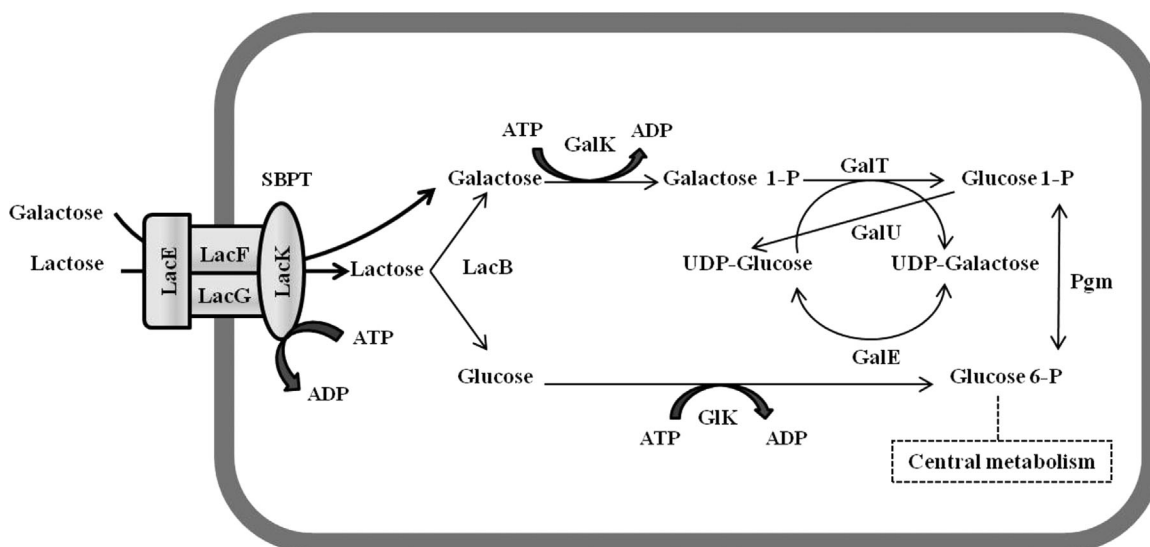 ATP
GalK
ADP
SBPT
Galactose
Galactose 1-P
GalT
Glucose 1-P
Galactose
LacE
LacF
LacK
GalU
Lactose
Lactose
LacB
UDP-Glucose
UDP-Galactose
Pgm
LacG
ATP
GalE
ADP
Glucose
Glucose 6-P
ATP
GlK
ADP
Central metabolism